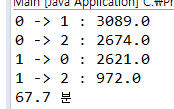 Main [Java Application] C:\Pr
0 -> 1 : 3089.0
0 -> 2 : 2674.0
1 -> 0 : 2621.0
1 -> 2 : 972.0
67.7 분